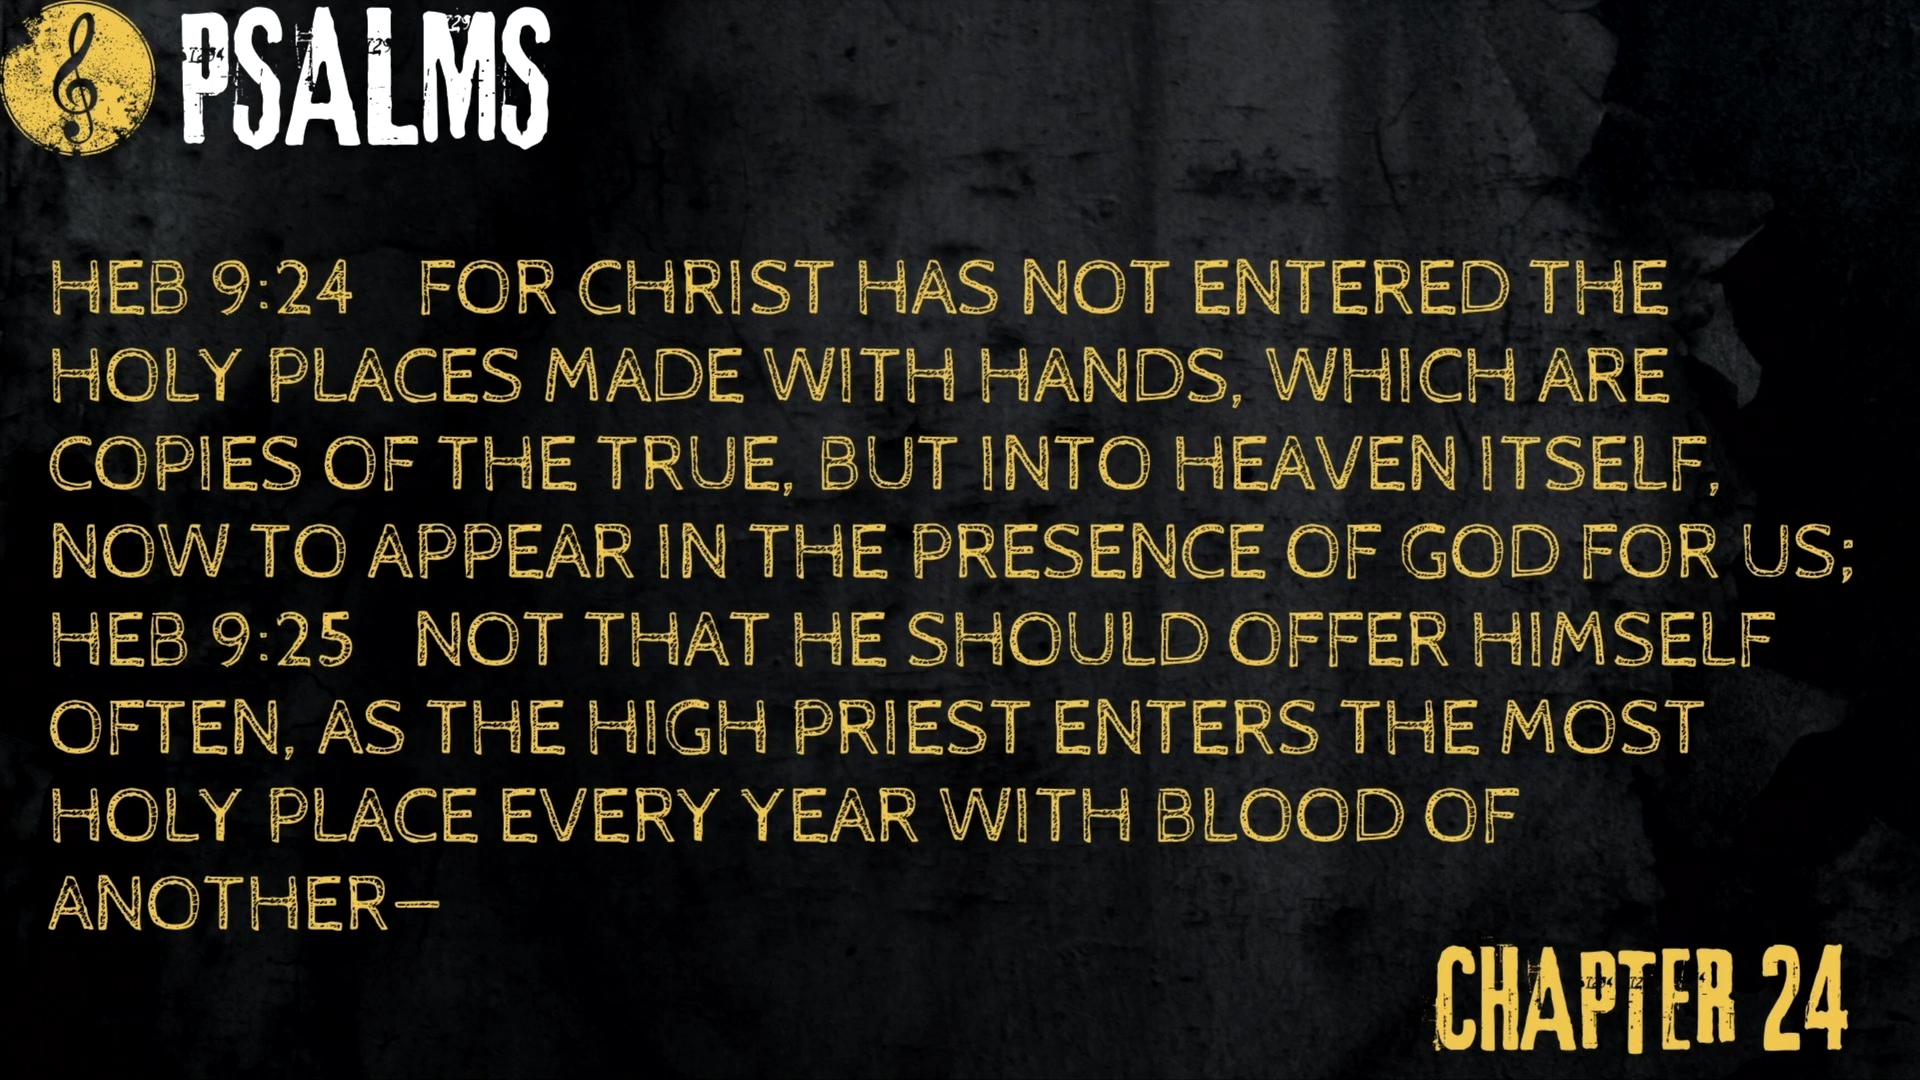 PSALMS
HEB 9:24 FOR CHRIST HAS NOT ENTERED THE
HOLY PLACES MADE WITH HANDS, WHICH ARE
COPIES OF THE TRUE, BUT INTO HEAVEN ITSELF,
NOW TO APPEAR IN THE PRESENCE OF GOD FOR US;
HEB 9:25 NOT THAT HE SHOULD OFFER HIMSELF
OFTEN, AS THE HIGH PRIEST ENTERS THE MOST
HOLY PLACE EVERY YEAR WITH BLOOD OF
ANOTHER—
CHAPTER 24